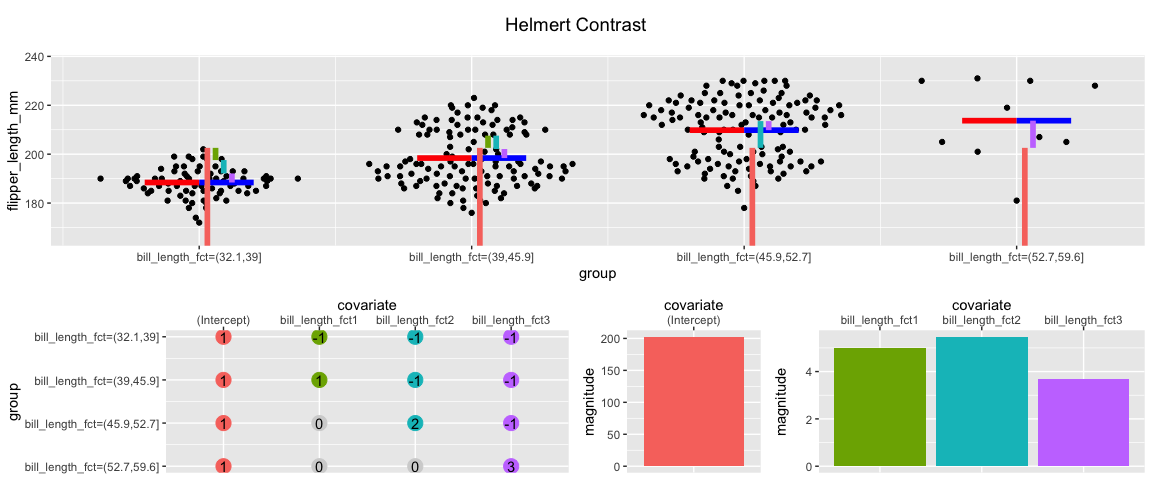 Helmert Contrast
flipper_length_mm
240
220
200
180
bill_length_fct=(32.1,39]
bill_length_fct=(39,45.9]
bill_length_fct=(45.9,52.7]
bill_length_fct=(52.7,59.6]
group
covariate
(Intercept) bill_length_fct1 bill_length_fct2 bill_length_fct3
group
bill_length_fct=(32.1,39] 1 -1 -1 -1
bill_length_fct=(39,45.9] 1 1 -1 -1
bill_length_fct=(45.9,52.7] 1 0 2 -1
bill_length_fct=(52.7,59.6] 1 0 0 3
covariate
(Intercept)
magnitude
200
150
100
50
0
covariate
bill_length_fct1 bill_length_fct2 bill_length_fct3
magnitude
4
2
0